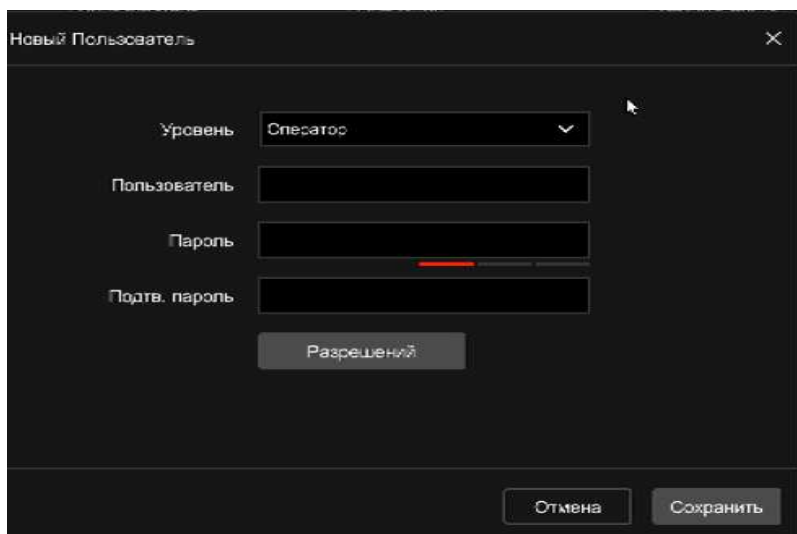 Новый Пользователь
Уровень Оператор
Пользователь
Пароль
Подтв. пароль
Разрешений
Отмена Сохранить